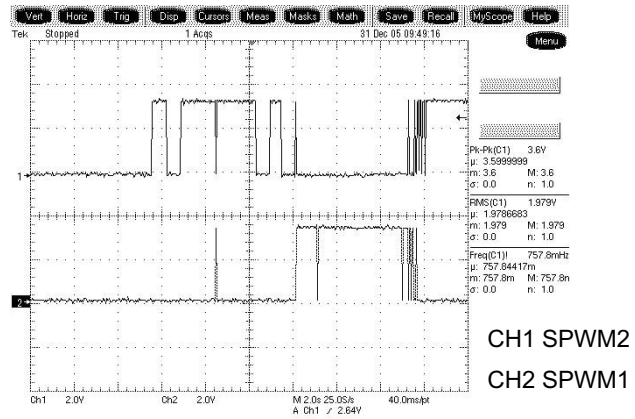 Vert Horiz Trig Disp Cursors Meas Masks Math Save Recall MyScope Help
Tek Stopped 1 Acqs 31 Dec 05 09:49:16
Menu
Pk-Pk(C1) 3.6V
µ: 3.5999999
m: 3.6 M: 3.6
σ: 0.0 n: 1.0
RMS(C1) 1.979V
µ: 1.9786683
m: 1.979 M: 1.979
σ: 0.0 n: 1.0
Freq(C1)! 757.8mHz
µ: 757.84417m
m: 757.8m M: 757.8m
σ: 0.0 n: 1.0
1
2
CH1 SPWM2
CH2 SPWM1
Ch1 2.0V Ch2 2.0V M 2.0s 25.0S/s 40.0ms/pt
A Ch1 / 2.64V